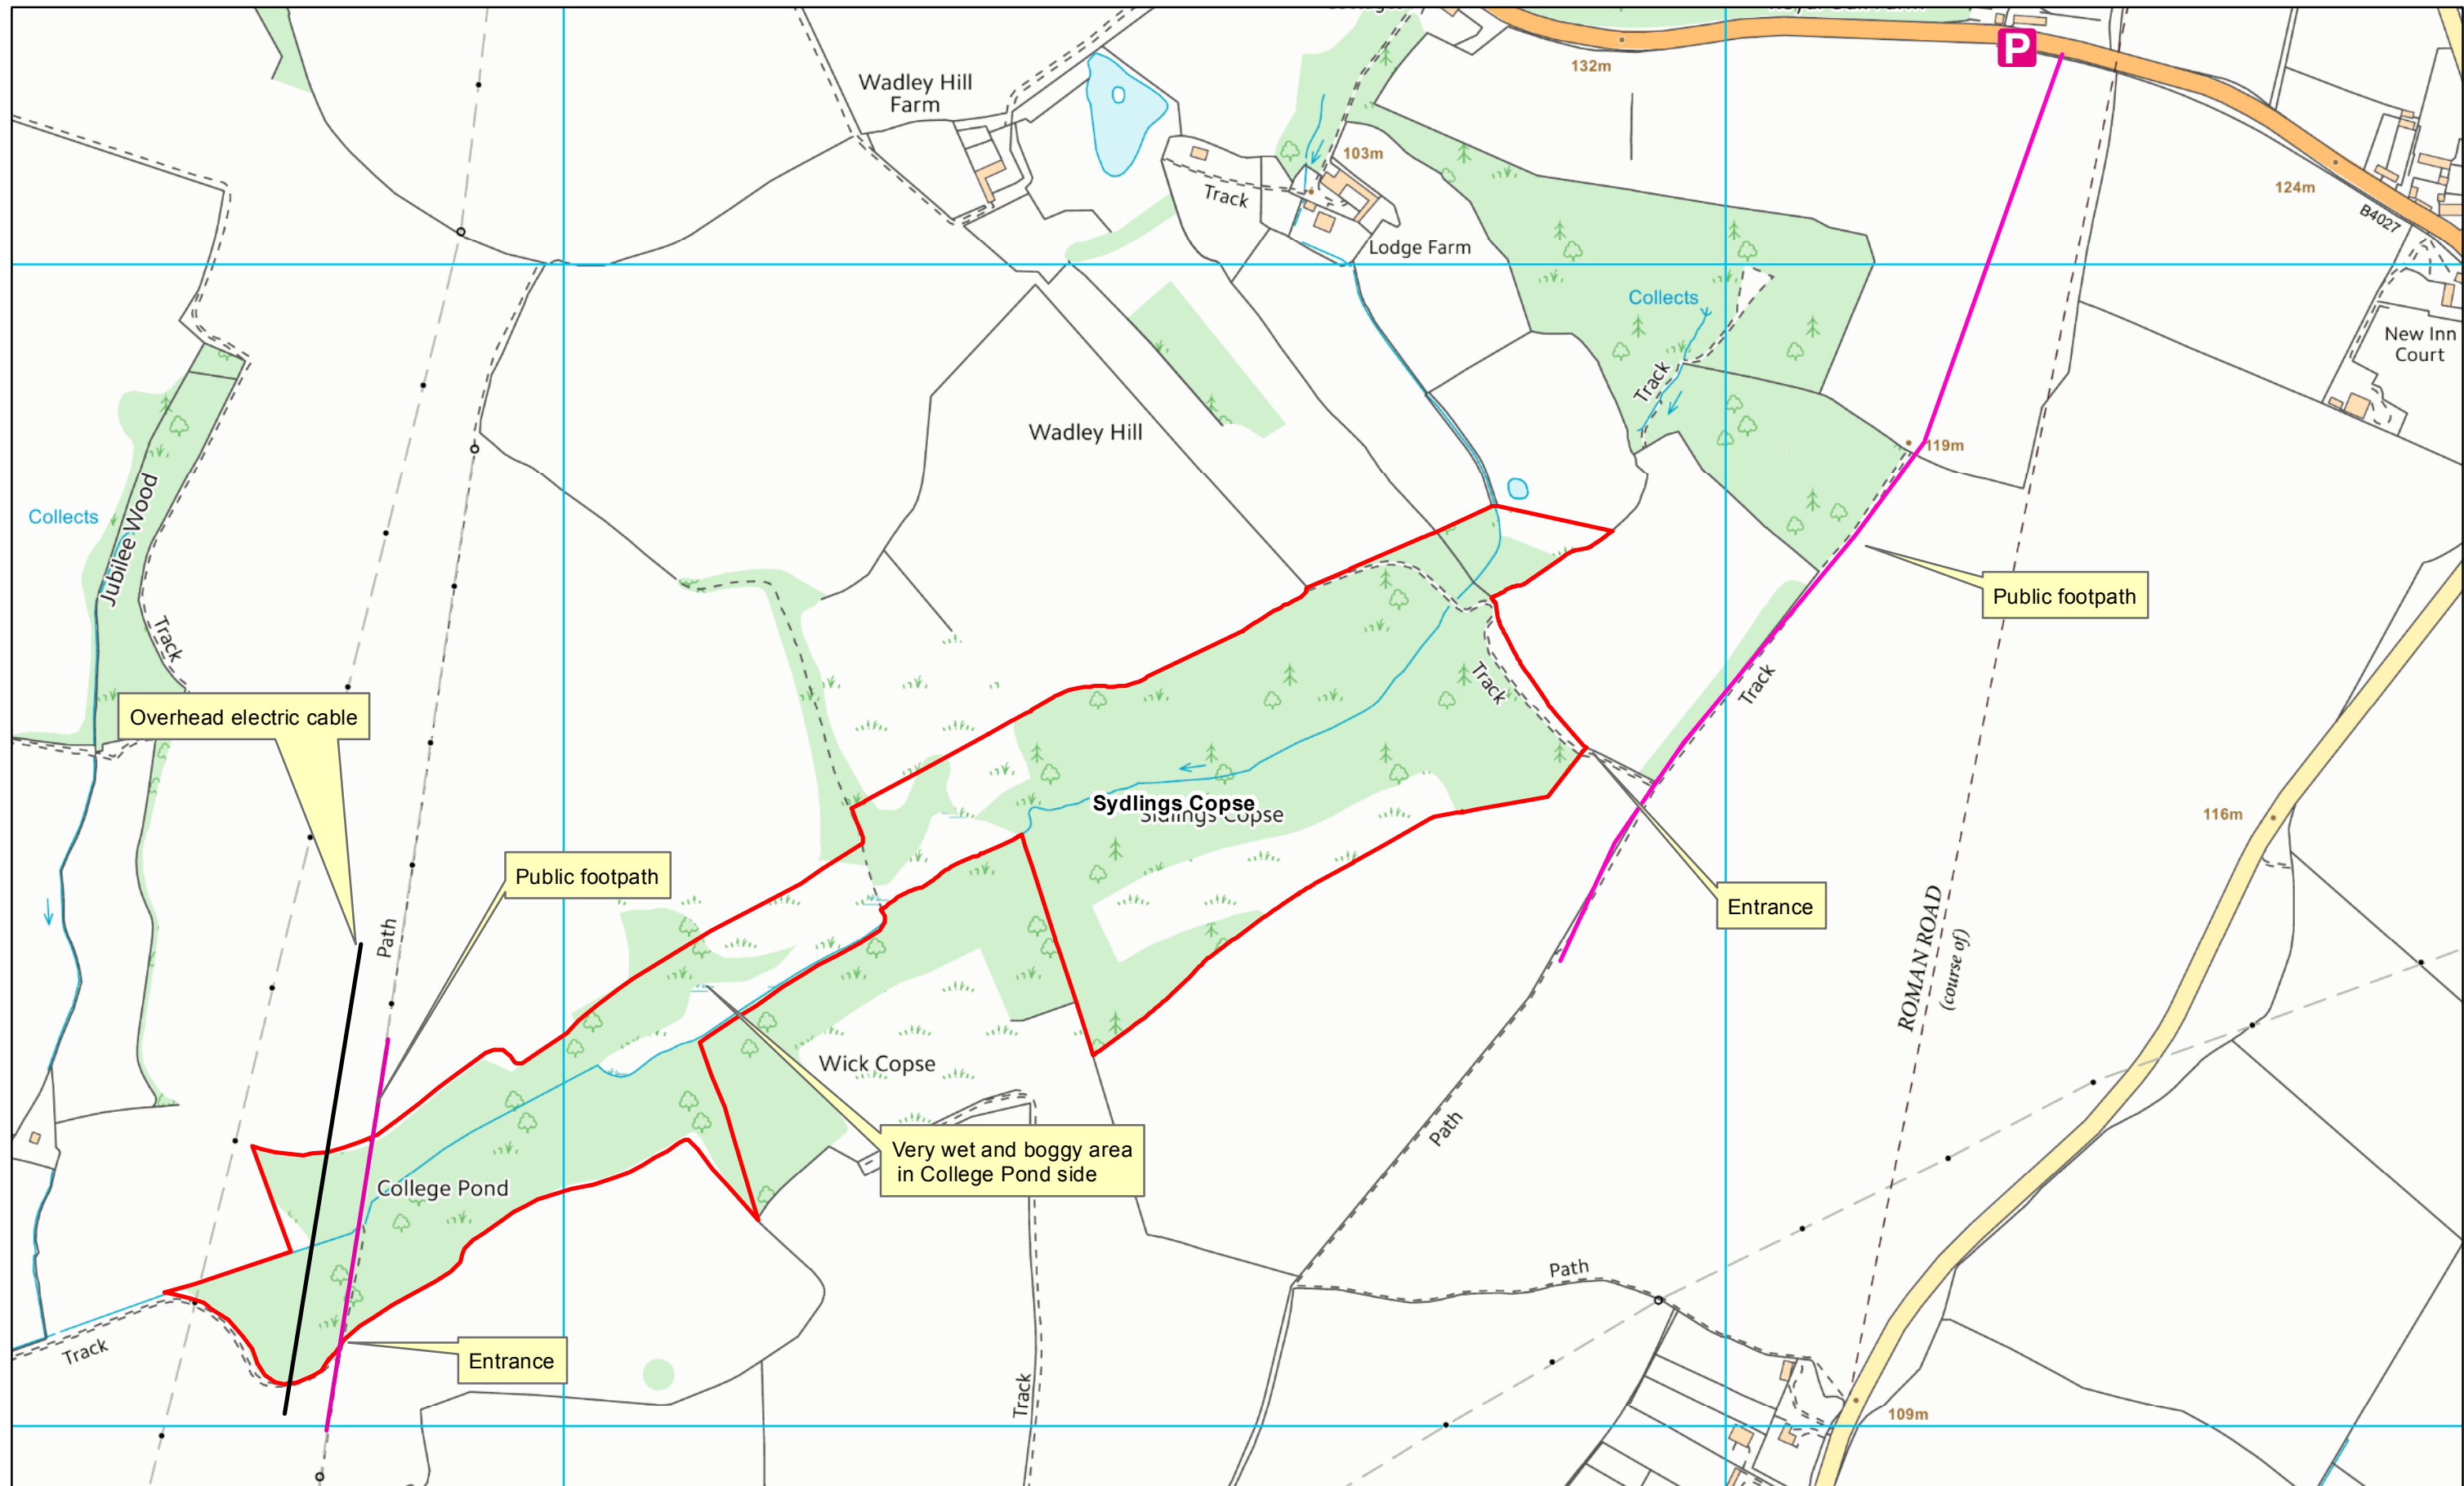 P
132m
Wadley Hill
Farm
103m
Track
124m
B4027
Lodge Farm
Collects
New Inn
Court
Track
Wadley Hill
119m
Jubilee Wood
Collects
Public footpath
Track
Track
Track
Overhead electric cable
Sydlings Copse
Sidlings Copse
116m
Public footpath
Entrance
Path
ROMAN ROAD
(course of)
Wick Copse
Path
Very wet and boggy area
in College Pond side
College Pond
Path
Track
Entrance
Track
109m